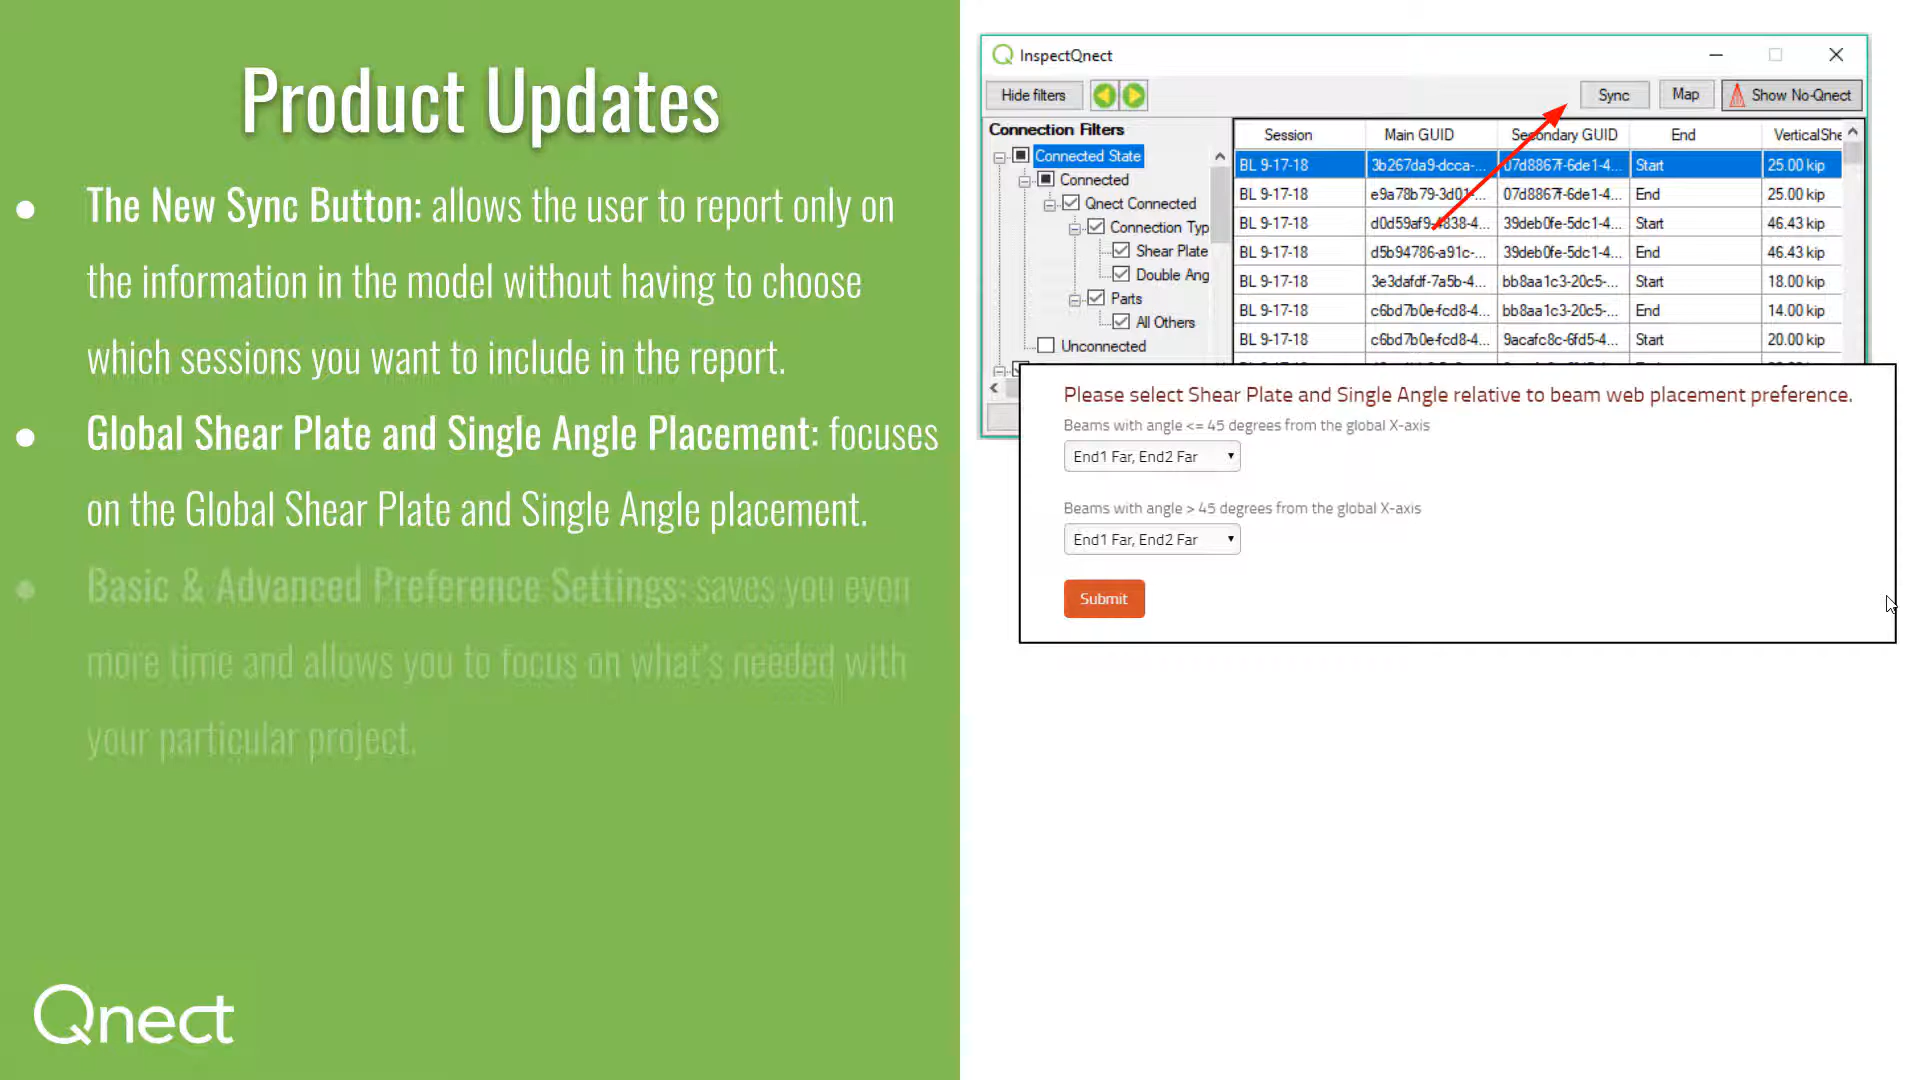 Product Updates
● The New Sync Button: allows the user to report only on
the information in the model without having to choose
which sessions you want to include in the report.
● Global Shear Plate and Single Angle Placement: focuses
on the Global Shear Plate and Single Angle placement.
● Basic & Advanced Preference Settings: saves you even
more time and allows you to focus on what's needed with
your particular project.
Qnect
InspectQnect
Hide filters Sync Map Show No-Qnect
Connection Filters
Connected State
Connected
Qnect Connected
Connection Typ
Shear Plate
Double Ang
Parts
All Others
Unconnected
Session Main GUID Secondary GUID End VerticalShe
BL 9-17-18 3b267da9-dcca-... 07d8867f-6de1-4... Start 25.00 kip
BL 9-17-18 e9a78b79-3d01-... 07d8867f-6de1-4... End 25.00 kip
BL 9-17-18 d0d59af9-4838-4... 39deb0fe-5dc1-4... Start 46.43 kip
BL 9-17-18 d5b94786-a91c-... 39deb0fe-5dc1-4... End 46.43 kip
BL 9-17-18 3e3dafdf-7a5b-4... bb8aa1c3-20c5-... Start 18.00 kip
BL 9-17-18 c6bd7b0e-fcd8-4... bb8aa1c3-20c5-... End 14.00 kip
BL 9-17-18 c6bd7b0e-fcd8-4... 9acafc8c-6fd5-4... Start 20.00 kip
Please select Shear Plate and Single Angle relative to beam web placement preference.
Beams with angle <= 45 degrees from the global X-axis
End1 Far, End2 Far
Beams with angle > 45 degrees from the global X-axis
End1 Far, End2 Far
Submit